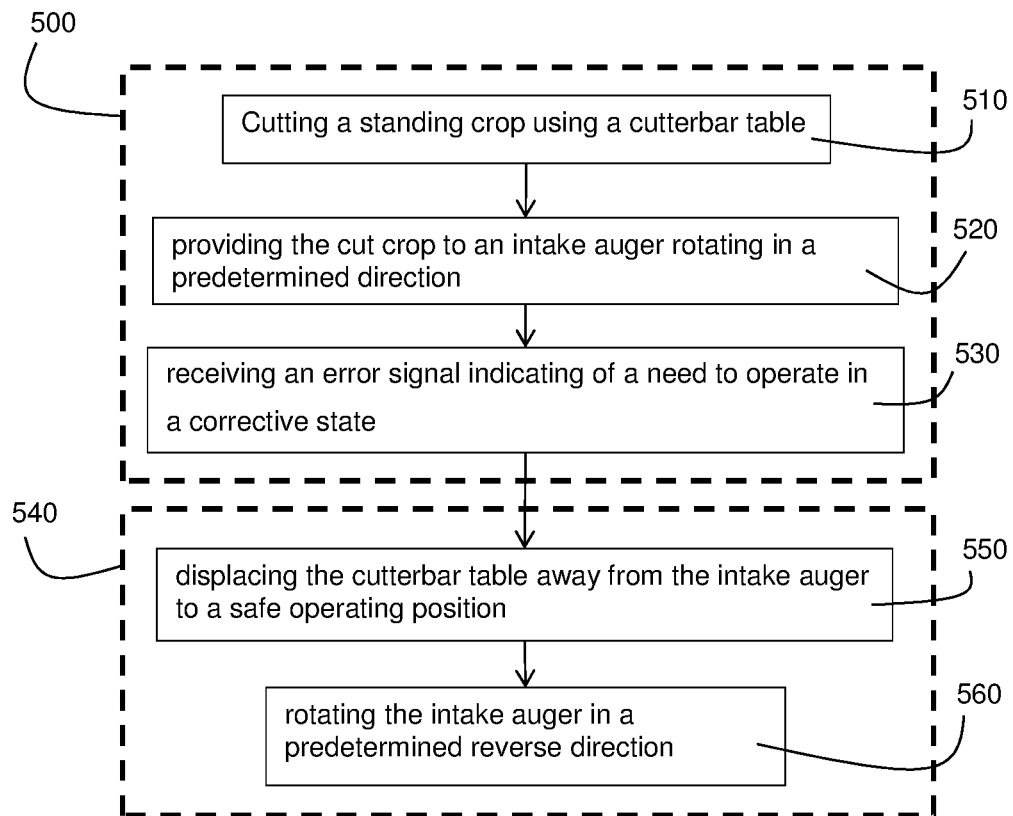 500
510
Cutting a standing crop using a cutterbar table
520
providing the cut crop to an intake auger rotating in a
predetermined direction
530
receiving an error signal indicating of a need to operate in
a corrective state
540
550
displacing the cutterbar table away from the intake auger
to a safe operating position
560
rotating the intake auger in a
predetermined reverse direction